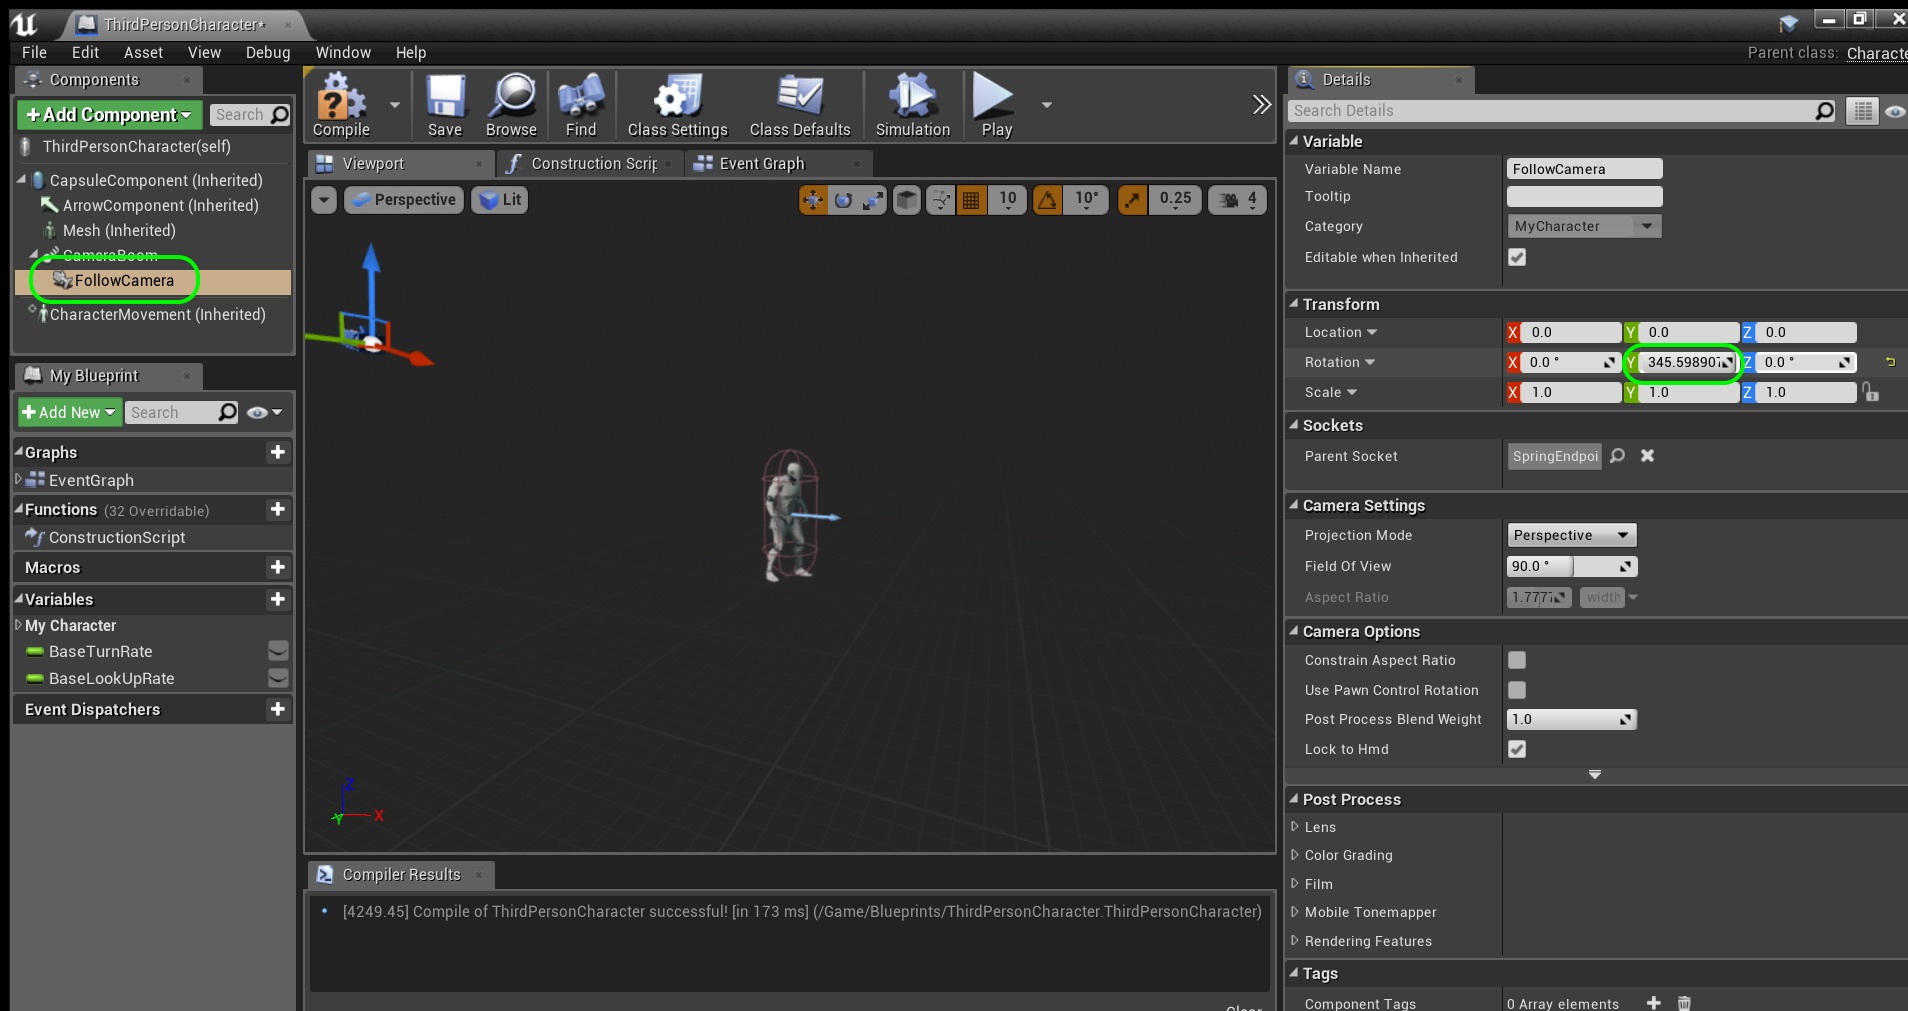 ThirdPersonCharacter*
File Edit Asset View Debug Window Help
Parent class:
Components
+Add Component
Search
ThirdPersonCharacter(self)
CapsuleComponent (Inherited)
ArrowComponent (Inherited)
Mesh (Inherited)
CameraBoom
FollowCamera
CharacterMovement (Inherited)
My Blueprint
+Add New
Search
Graphs
EventGraph
Functions (32 Overridable)
ConstructionScript
Macros
Variables
My Character
BaseTurnRate
BaseLookUpRate
Event Dispatchers
Compile Save Browse Find Class Settings Class Defaults Simulation Play
Viewport Construction Scrip Event Graph
Perspective Lit 10 10° 0.25 4
Z
Y X
Compiler Results
[4249.45] Compile of ThirdPersonCharacter successful! [in 173 ms] (/Game/Blueprints/ThirdPersonCharacter.ThirdPersonCharacter)
Details
Search Details
Variable
Variable Name FollowCamera
Tooltip
Category MyCharacter
Editable when Inherited
Transform
Location X 0.0 Y 0.0 Z 0.0
Rotation X 0.0 ° Y 345.598907 Z 0.0 °
Scale X 1.0 Y 1.0 Z 1.0
Sockets
Parent Socket SpringEndpoi
Camera Settings
Projection Mode Perspective
Field Of View 90.0 °
Aspect Ratio 1.777 width
Camera Options
Constrain Aspect Ratio
Use Pawn Control Rotation
Post Process Blend Weight 1.0
Lock to Hmd
Post Process
Lens
Color Grading
Film
Mobile Tonemapper
Rendering Features
Tags
Component Tags 0 Array elements